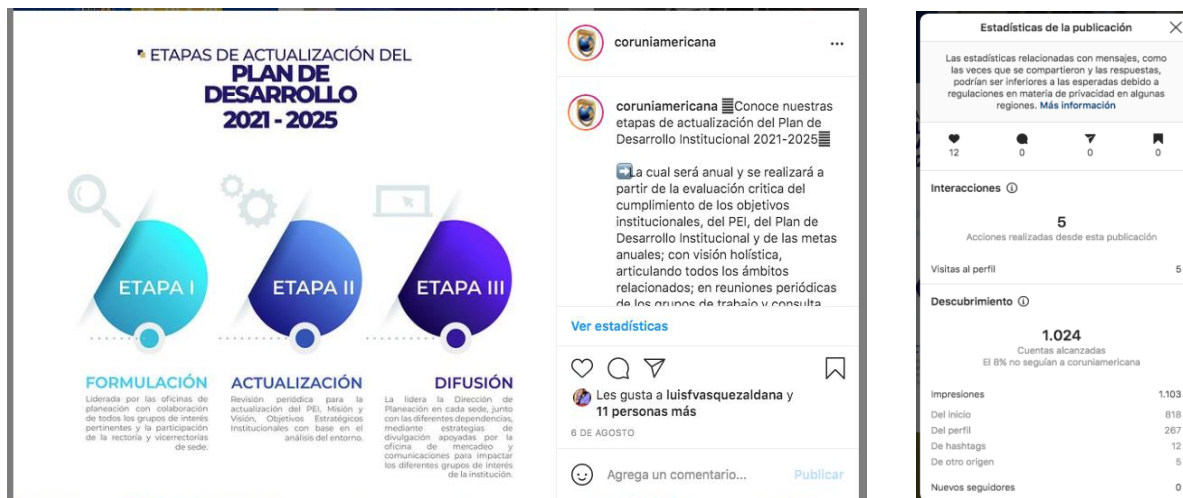 ETAPAS DE ACTUALIZACIÓN DEL
PLAN DE
DESARROLLO
2021 - 2025
ETAPA I
ETAPA II
ETAPA III
FORMULACIÓN
Liderada por las oficinas de
planeación con colaboración
de todos los grupos de interés
pertinentes y la participación
de la rectoría y vicerrectorías
de sede.
ACTUALIZACIÓN
Revisión periódica para la
actualización del PEI, Misión y
Visión, Objetivos Estratégicos
Institucionales con base en el
análisis del entorno.
DIFUSIÓN
La lidera la Dirección de
Planeación en cada sede, junto
con las diferentes dependencias,
mediante estrategias de
divulgación apoyadas por la
oficina de mercadeo y
comunicaciones para impactar
los diferentes grupos de interés
de la institución.
coruniamericana
coruniamericana Conoce nuestras
etapas de actualización del Plan de
Desarrollo Institucional 2021-2025
La cual será anual y se realizará a
partir de la evaluación critica del
cumplimiento de los objetivos
institucionales, del PEI, del Plan de
Desarrollo Institucional y de las metas
anuales; con visión holística,
articulando todos los ámbitos
relacionados; en reuniones periódicas
de los grupos de trabajo y consulta
Ver estadísticas
Les gusta a luisfvasquezaldana y
11 personas más
6 DE AGOSTO
Agrega un comentario... Publicar
Estadísticas de la publicación
Las estadísticas relacionadas con mensajes, como
las veces que se compartieron y las respuestas,
podrían ser inferiores a las esperadas debido a
regulaciones en materia de privacidad en algunas
regiones. Más información
12 0 0 0
Interacciones
5
Acciones realizadas desde esta publicación
Visitas al perfil 5
Descubrimiento
1.024
Cuentas alcanzadas
El 8% no seguían a coruniamericana
Impresiones 1.103
Del inicio 818
Del perfil 267
De hashtags 12
De otro origen 5
Nuevos seguidores 0